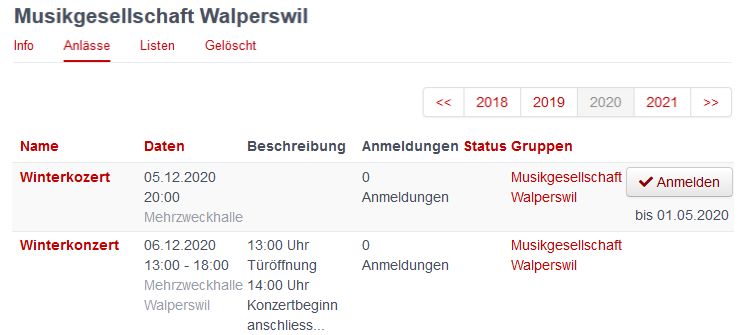 Musikgesellschaft Walperswil
Info Anlässe Listen Gelöscht
<< 2018 2019 2020 2021 >>
Name Daten Beschreibung Anmeldungen Status Gruppen
Winterkozert 05.12.2020 0 Musikgesellschaft Anmelden
20:00 Anmeldungen Walperswil
Mehrzweckhalle bis 01.05.2020
Winterkonzert 06.12.2020 13:00 Uhr 0 Musikgesellschaft
13:00 - 18:00 Türöffnung Anmeldungen Walperswil
Mehrzweckhalle 14:00 Uhr
Walperswil Konzertbeginn
anschliess...